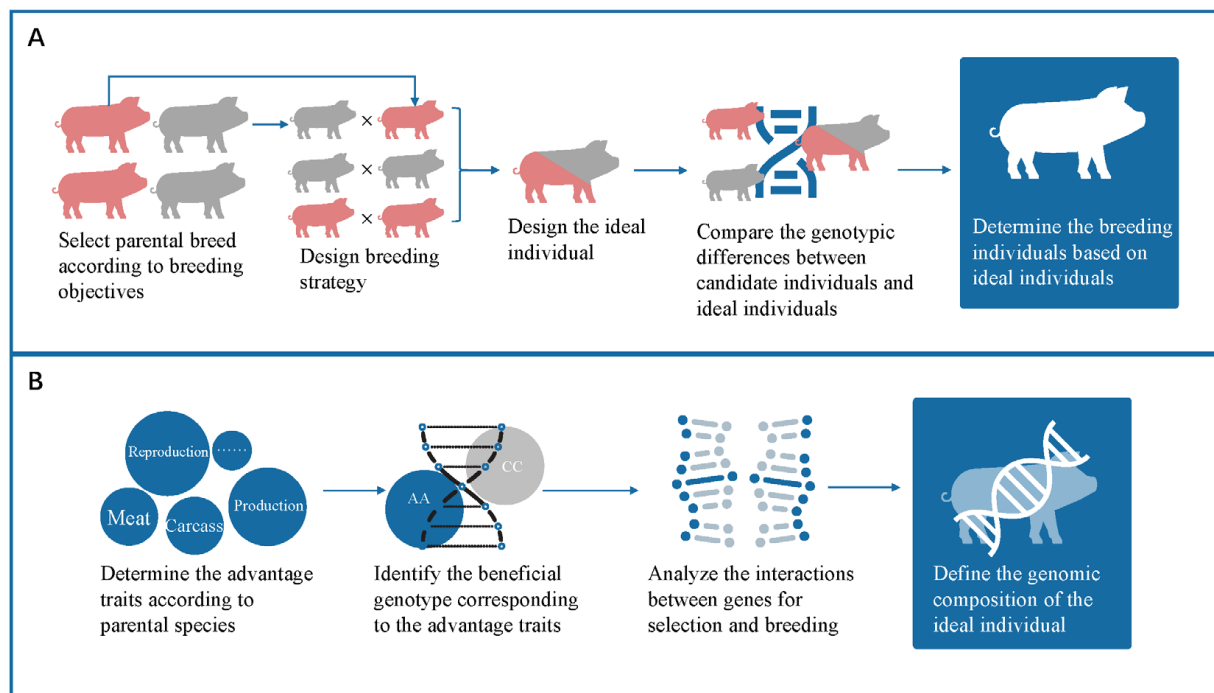 A
×
×
×
Select parental breed
according to breeding
objectives
Design breeding
strategy
Design the ideal
individual
Compare the genotypic
differences between
candidate individuals and
ideal individuals
Determine the breeding
individuals based on
ideal individuals
B
Reproduction
......
Meat
Carcass
Production
AA
CC
Determine the advantage
traits according to
parental species
Identify the beneficial
genotype corresponding
to the advantage traits
Analyze the interactions
between genes for
selection and breeding
Define the genomic
composition of the
ideal individual